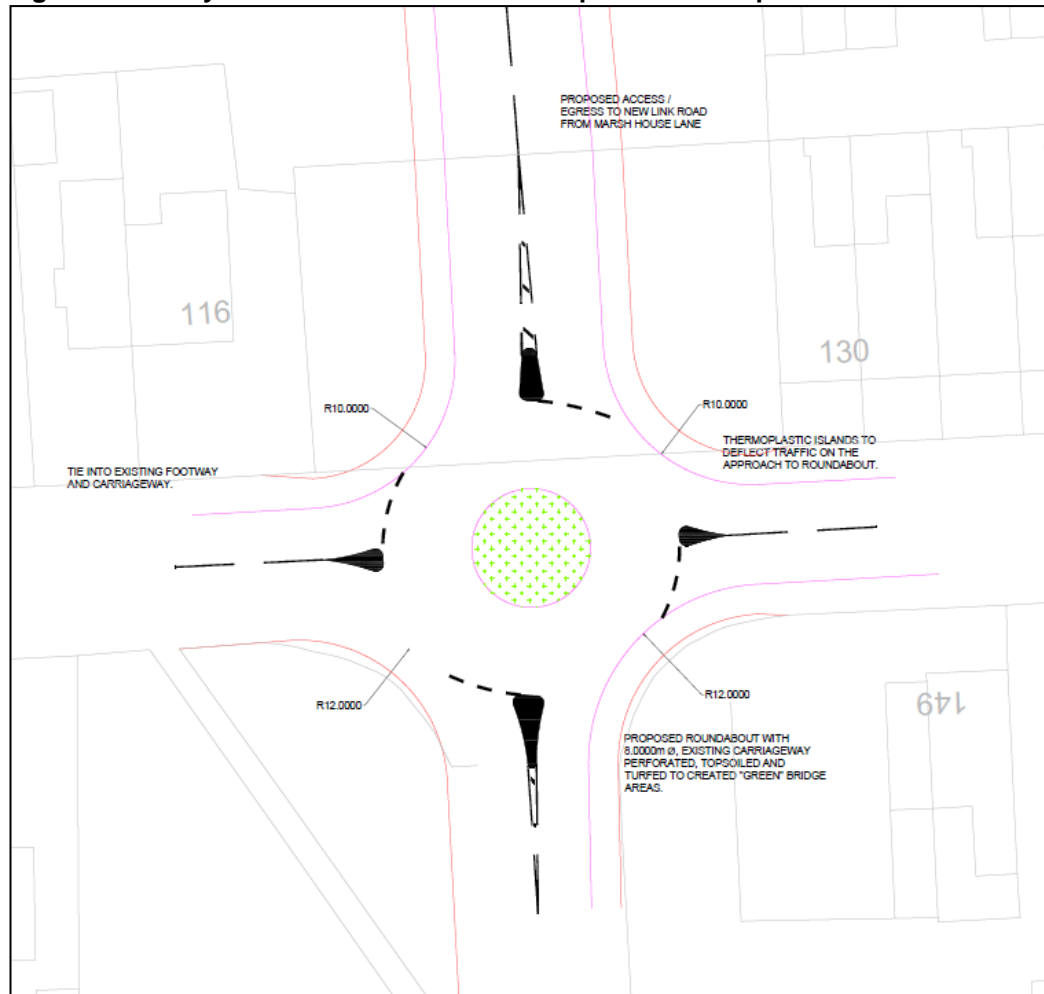 PROPOSED ACCESS /
EGRESS TO NEW LINK ROAD
FROM MARSH HOUSE LANE
116
130
R10.0000
R10.0000
THERMOPLASTIC ISLANDS TO
DEFLECT TRAFFIC ON THE
APPROACH TO ROUNDABOUT.
TIE INTO EXISTING FOOTWAY
AND CARRIAGEWAY.
R12.0000
R12.0000
149
PROPOSED ROUNDABOUT WITH
8.0000m Ø, EXISTING CARRIAGEWAY
PERFORATED, TOPSOILED AND
TURFED TO CREATED "GREEN" BRIDGE
AREAS.